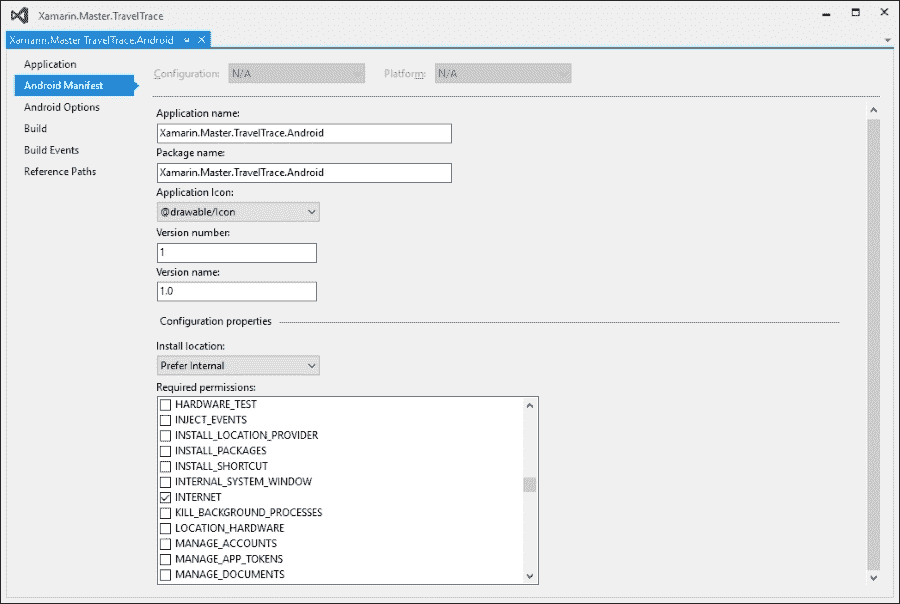 Xamarin.Master.TravelTrace
Xamarin.Master.TravelTrace.Android
Application
Android Manifest
Android Options
Build
Build Events
Reference Paths
Configuration: N/A Platform: N/A
Application name:
Xamarin.Master.TravelTrace.Android
Package name:
Xamarin.Master.TravelTrace.Android
Application Icon:
@drawable/Icon
Version number:
1
Version name:
1.0
Configuration properties
Install location:
Prefer Internal
Required permissions:
HARDWARE_TEST
INJECT_EVENTS
INSTALL_LOCATION_PROVIDER
INSTALL_PACKAGES
INSTALL_SHORTCUT
INTERNAL_SYSTEM_WINDOW
INTERNET
KILL_BACKGROUND_PROCESSES
LOCATION_HARDWARE
MANAGE_ACCOUNTS
MANAGE_APP_TOKENS
MANAGE_DOCUMENTS